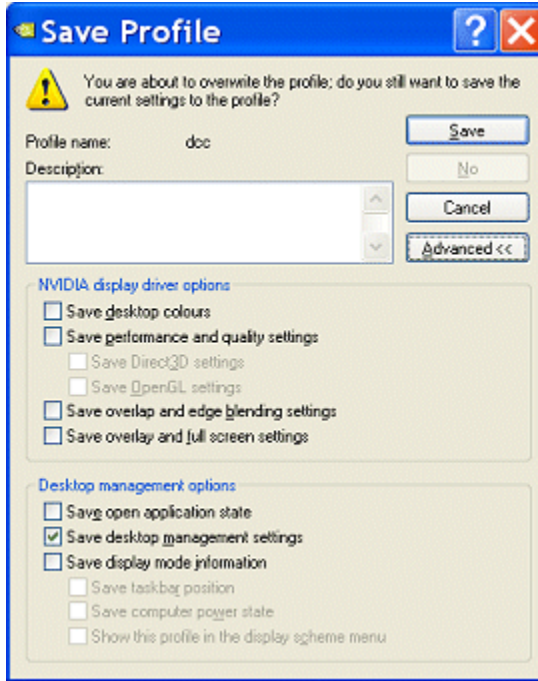 Save Profile
You are about to overwrite the profile; do you still want to save the
current settings to the profile?
Save
Profile name: dcc
No
Description:
Cancel
Advanced <<
NVIDIA display driver options
Save desktop colours
Save performance and quality settings
Save Direct3D settings
Save OpenGL settings
Save overlap and edge blending settings
Save overlay and full screen settings
Desktop management options
Save open application state
Save desktop management settings
Save display mode information
Save taskbar position
Save computer power state
Show this profile in the display scheme menu